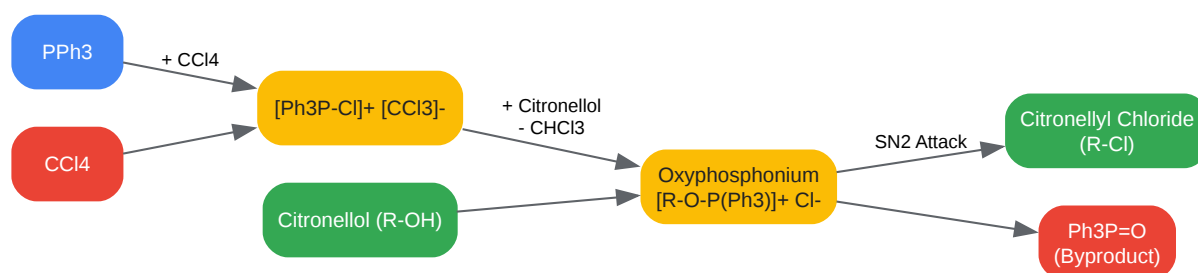 PPh3
+ CCl4
CCl4
[Ph3P-Cl]+ [CCl3]-
+ Citronellol
- CHCl3
Citronellol (R-OH)
Oxyphosphonium
[R-O-P(Ph3)]+ Cl-
SN2 Attack
Citronellyl Chloride
(R-Cl)
Ph3P=O
(Byproduct)